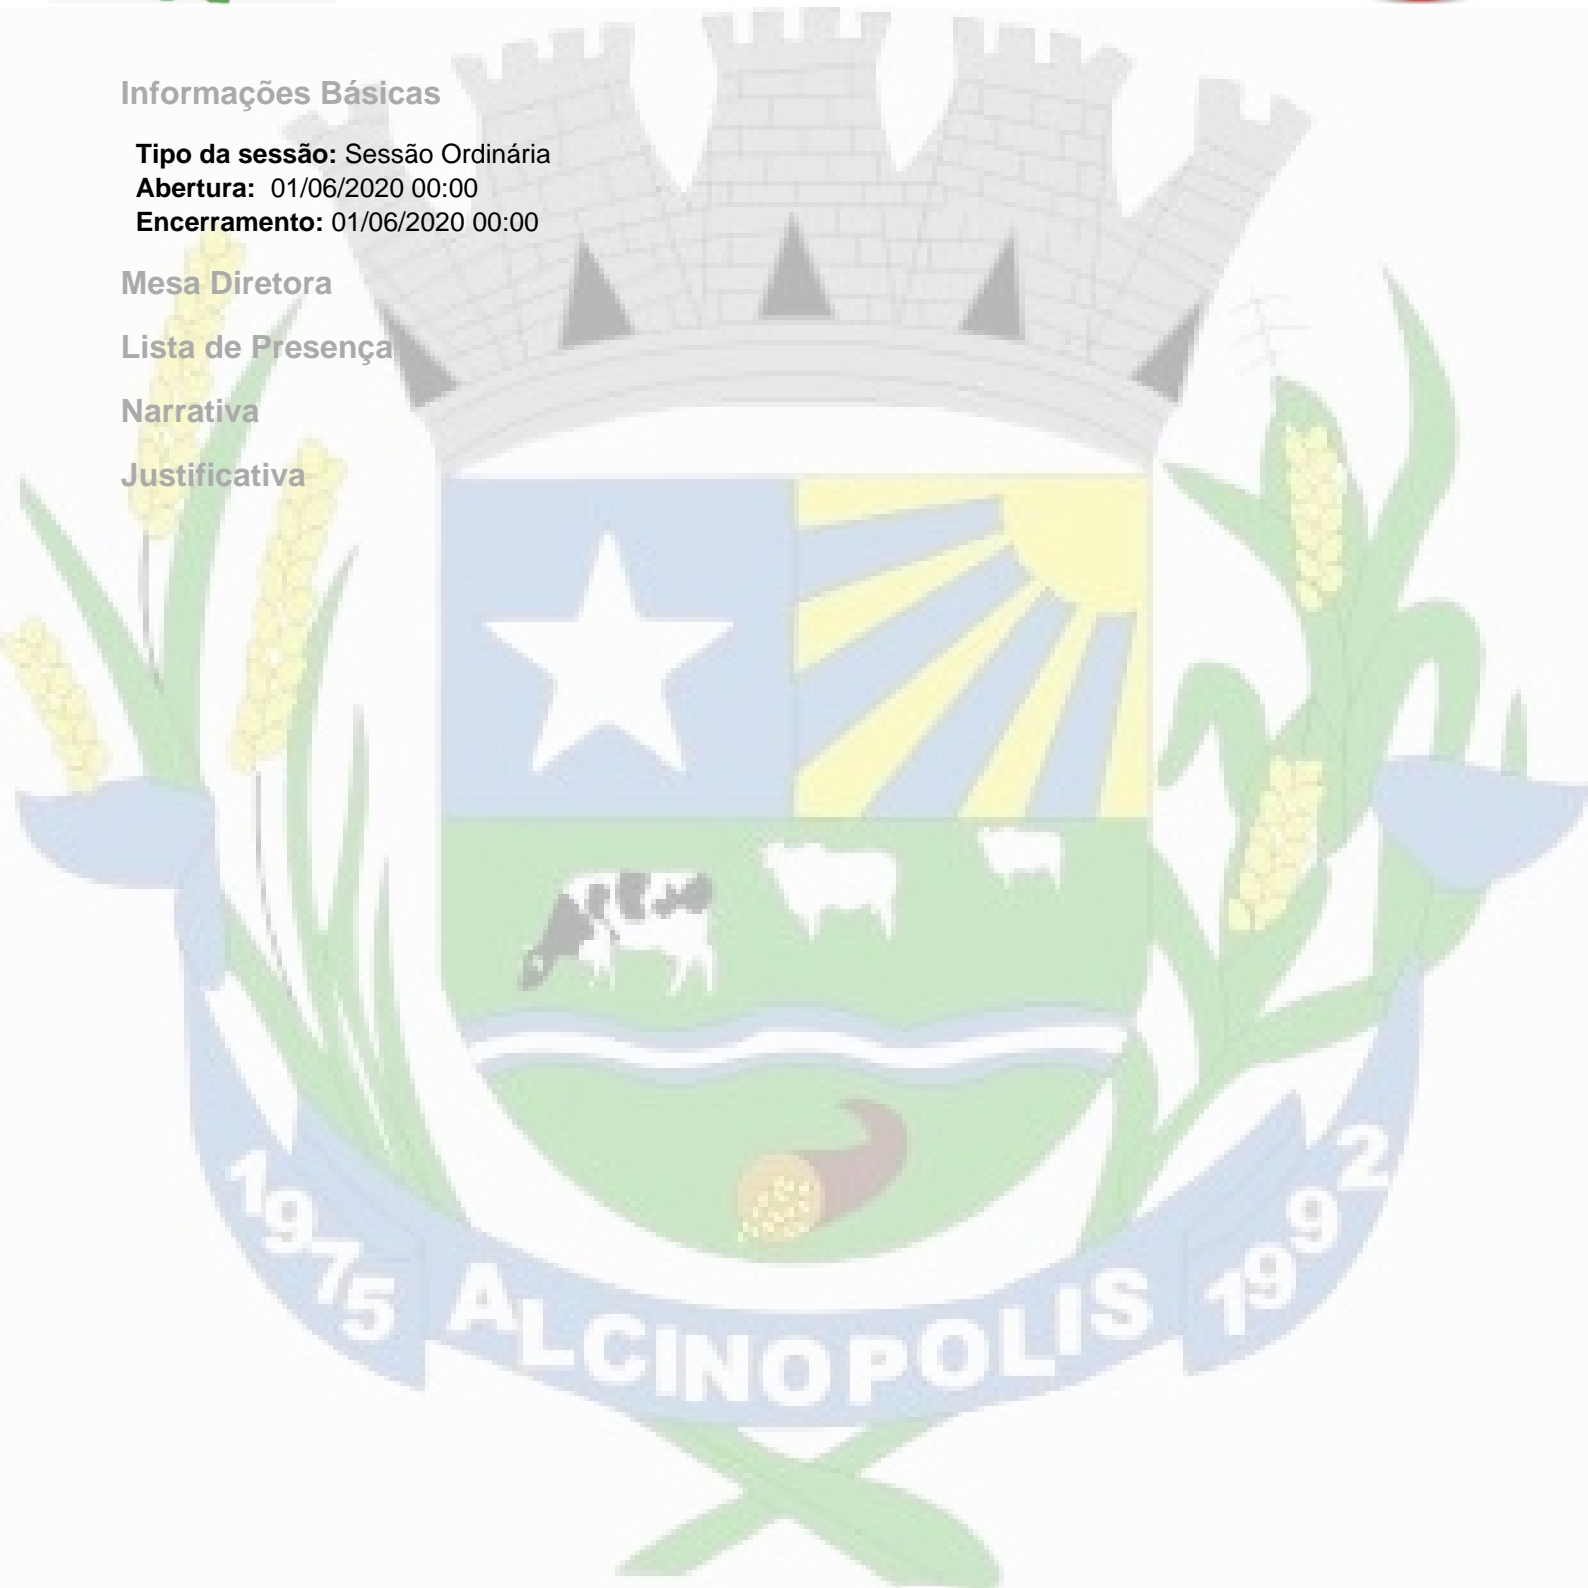 Informações Básicas
Tipo da sessão: Sessão Ordinária
Abertura: 01/06/2020 00:00
Encerramento: 01/06/2020 00:00
Mesa Diretora
Lista de Presença
Narrativa
Justificativa
1975 ALCINOPOLIS 1992